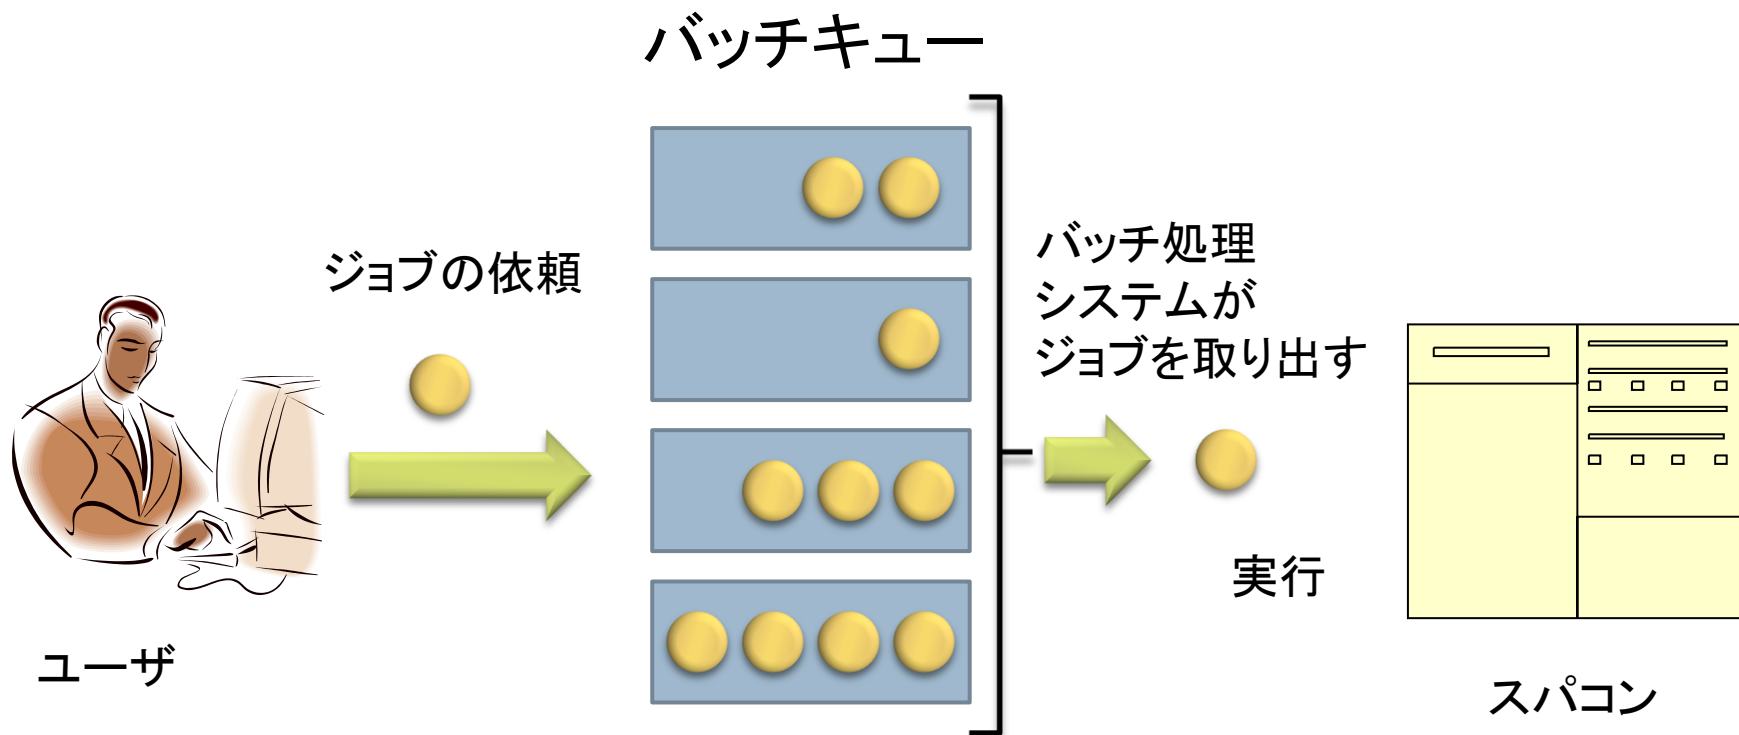 バッチキュー
ジョブの依頼
バッチ処理
システムが
ジョブを取り出す
実行
ユーザ
スパコン